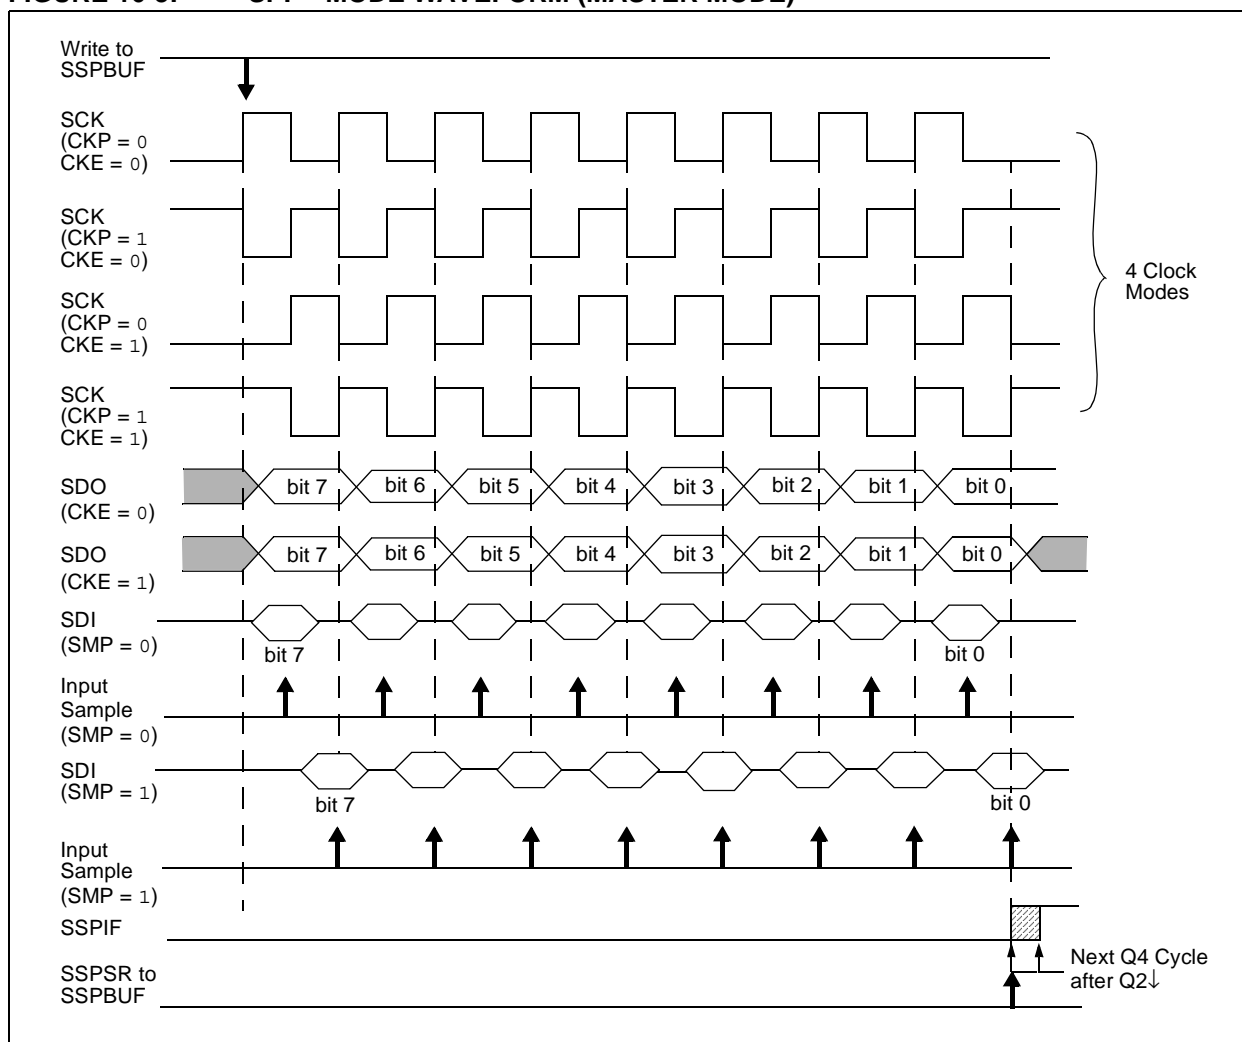 Write to
SSPBUF
SCK
(CKP = 0
CKE = 0)
SCK
(CKP = 1
CKE = 0)
SCK
(CKP = 0
CKE = 1)
SCK
(CKP = 1
CKE = 1)
4 Clock
Modes
SDO
(CKE = 0)
bit 7 bit 6 bit 5 bit 4 bit 3 bit 2 bit 1 bit 0
SDO
(CKE = 1)
bit 7 bit 6 bit 5 bit 4 bit 3 bit 2 bit 1 bit 0
SDI
(SMP = 0)
bit 7 bit 0
Input
Sample
(SMP = 0)
SDI
(SMP = 1)
bit 7 bit 0
Input
Sample
(SMP = 1)
SSPIF
SSPSR to
SSPBUF
Next Q4 Cycle
after Q2↓